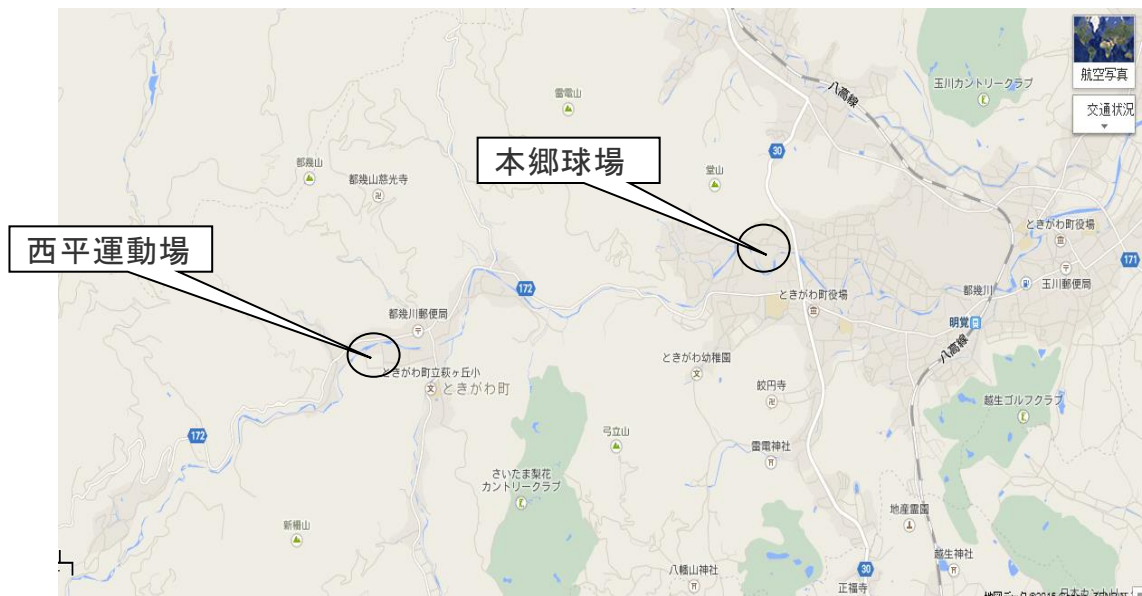 航空写真
交通状況
玉川カントリークラブ
八高線
雷電山
本郷球場
30
堂山
都幾山
都幾山慈光寺
ときがわ町役場
171
西平運動場
172
都幾川
玉川郵便局
ときがわ町役場
都幾川郵便局
明覚
八高線
ときがわ幼稚園
ときがわ町立萩ヶ丘小
ときがわ町
皎円寺
越生ゴルフクラブ
172
弓立山
雷電神社
さいたま梨花
カントリークラブ
地産霊園
新柵山
越生神社
八幡山神社
30
正福寺